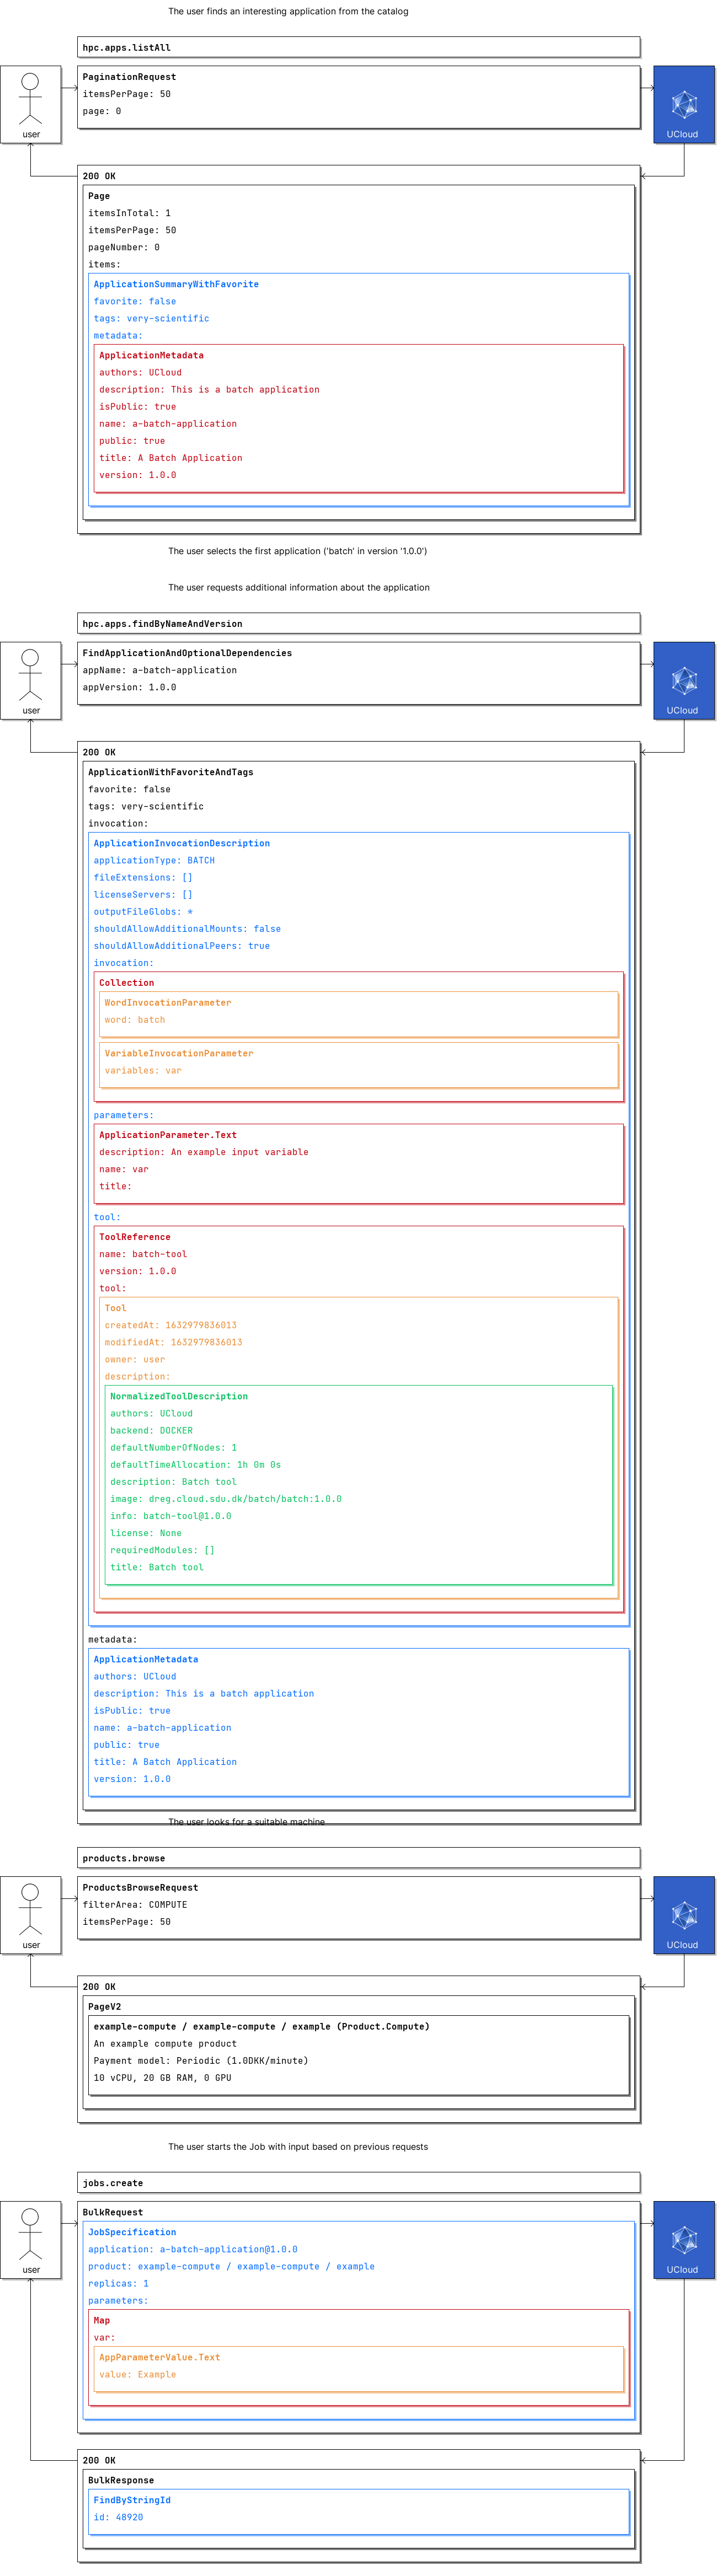 The user finds an interesting application from the catalog
hpc.apps.listAll
PaginationRequest
itemsPerPage: 50
page: 0
user
UCloud
200 OK
Page
itemsInTotal: 1
itemsPerPage: 50
pageNumber: 0
items:
ApplicationSummaryWithFavorite
favorite: false
tags: very-scientific
metadata:
ApplicationMetadata
authors: UCloud
description: This is a batch application
isPublic: true
name: a-batch-application
public: true
title: A Batch Application
version: 1.0.0
The user selects the first application ('batch' in version '1.0.0')
The user requests additional information about the application
hpc.apps.findByNameAndVersion
FindApplicationAndOptionalDependencies
appName: a-batch-application
appVersion: 1.0.0
user
UCloud
200 OK
ApplicationWithFavoriteAndTags
favorite: false
tags: very-scientific
invocation:
ApplicationInvocationDescription
applicationType: BATCH
fileExtensions: []
licenseServers: []
outputFileGlobs: *
shouldAllowAdditionalMounts: false
shouldAllowAdditionalPeers: true
invocation:
Collection
WordInvocationParameter
word: batch
VariableInvocationParameter
variables: var
parameters:
ApplicationParameter.Text
description: An example input variable
name: var
title:
tool:
ToolReference
name: batch-tool
version: 1.0.0
tool:
Tool
createdAt: 1632979836013
modifiedAt: 1632979836013
owner: user
description:
NormalizedToolDescription
authors: UCloud
backend: DOCKER
defaultNumberOfNodes: 1
defaultTimeAllocation: 1h 0m 0s
description: Batch tool
image: dreg.cloud.sdu.dk/batch/batch:1.0.0
info: batch-tool@1.0.0
license: None
requiredModules: []
title: Batch tool
metadata:
ApplicationMetadata
authors: UCloud
description: This is a batch application
isPublic: true
name: a-batch-application
public: true
title: A Batch Application
version: 1.0.0
The user looks for a suitable machine
products.browse
ProductsBrowseRequest
filterArea: COMPUTE
itemsPerPage: 50
user
UCloud
200 OK
PageV2
example-compute / example-compute / example (Product.Compute)
An example compute product
Payment model: Periodic (1.0DKK/minute)
10 vCPU, 20 GB RAM, 0 GPU
The user starts the Job with input based on previous requests
jobs.create
BulkRequest
JobSpecification
application: a-batch-application@1.0.0
product: example-compute / example-compute / example
replicas: 1
parameters:
Map
var:
AppParameterValue.Text
value: Example
user
UCloud
200 OK
BulkResponse
FindByStringId
id: 48920